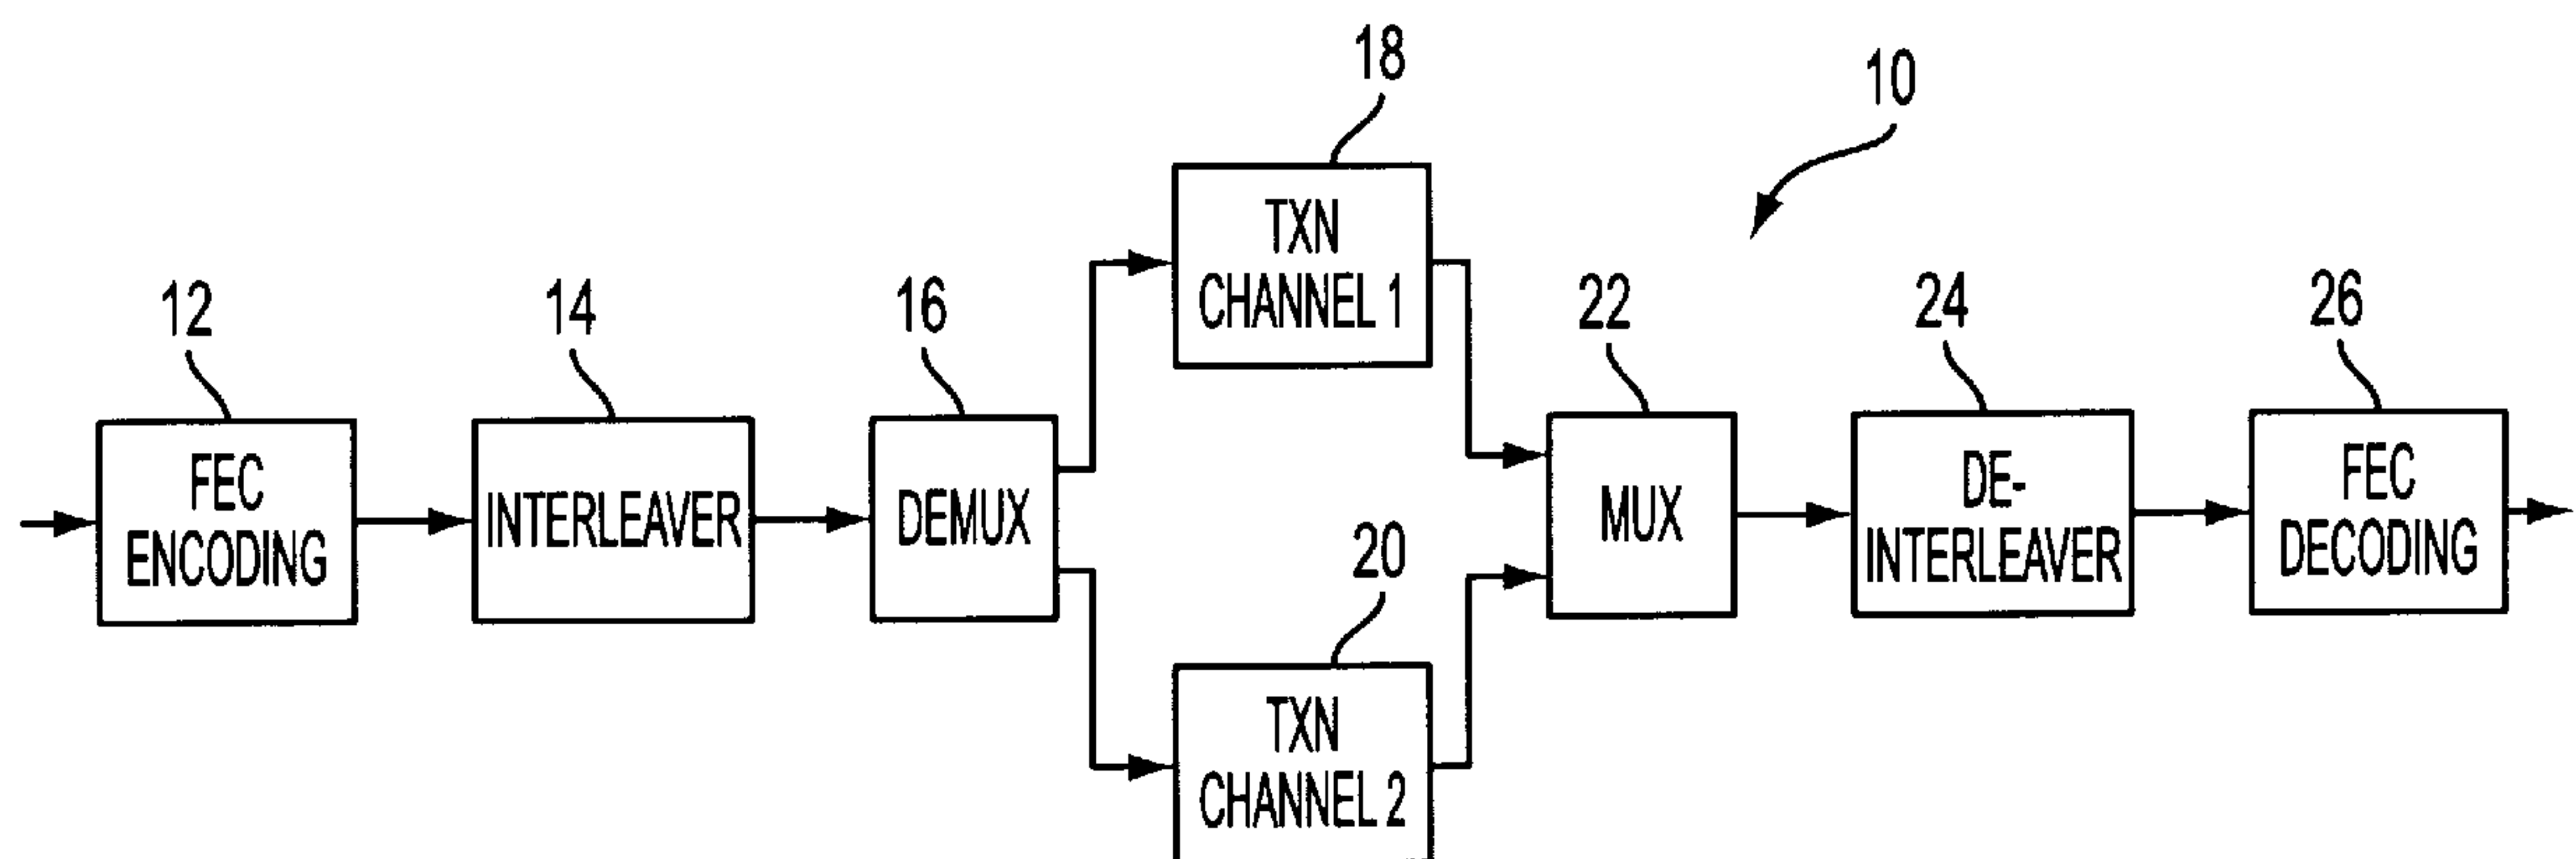 18
10
12
14
16
22
24
26
20
FEC
ENCODING
INTERLEAVER
DEMUX
TXN
CHANNEL 1
TXN
CHANNEL 2
MUX
DE-
INTERLEAVER
FEC
DECODING